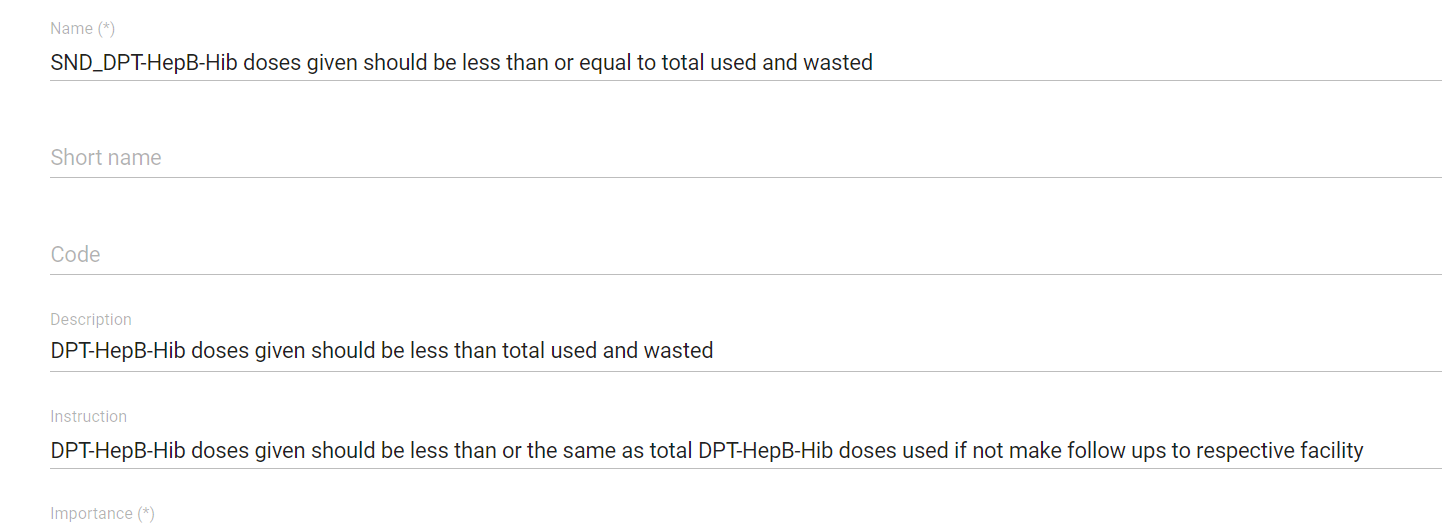 Name (*)
SND_DPT-HepB-Hib doses given should be less than or equal to total used and wasted
Short name
Code
Description
DPT-HepB-Hib doses given should be less than total used and wasted
Instruction
DPT-HepB-Hib doses given should be less than or the same as total DPT-HepB-Hib doses used if not make follow ups to respective facility
Importance (*)